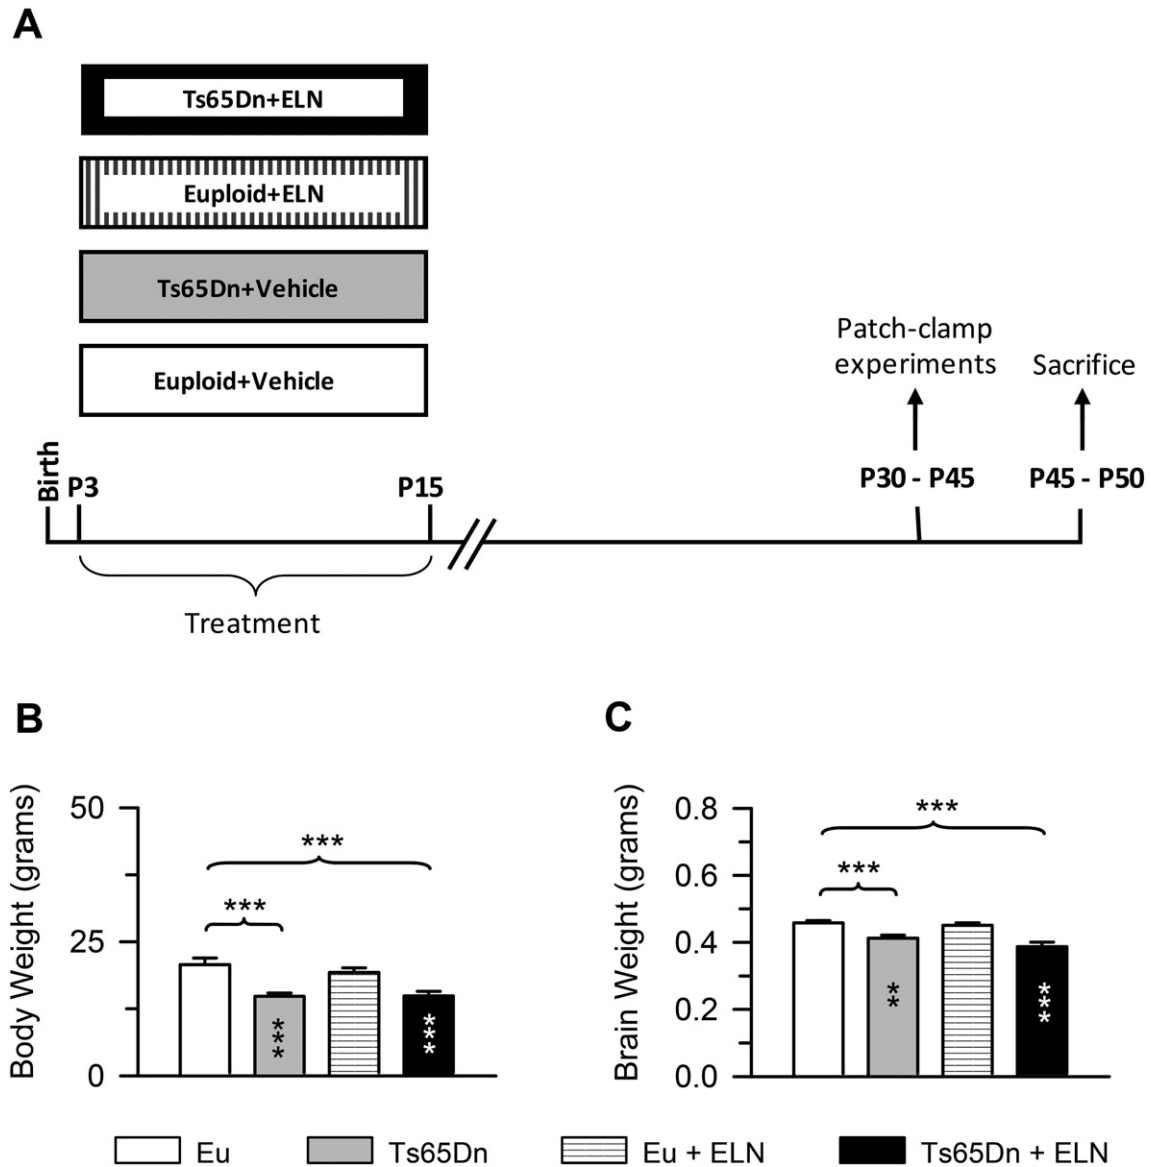 A
Ts65Dn+ELN
Euploid+ELN
Ts65Dn+Vehicle
Euploid+Vehicle
Patch-clamp
experiments
Sacrifice
Birth
P3
P15
P30 - P45
P45 - P50
Treatment
B
Body Weight (grams)
50
25
0
***
***
***
***
C
Brain Weight (grams)
0.8
0.6
0.4
0.2
0.0
***
***
**
***
Eu
Ts65Dn
Eu + ELN
Ts65Dn + ELN